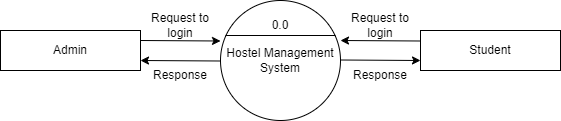 Request to
login
Admin
Response
0.0
Hostel Management
System
Request to
login
Student
Response